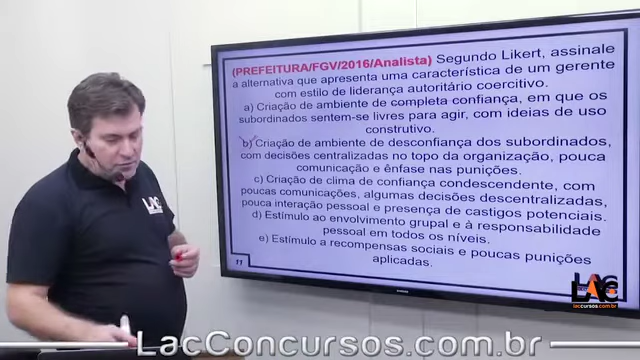 (PREFEITURA/FGV/2016/Analista) Segundo Likert, assinale
a alternativa que apresenta uma característica de um gerente
com estilo de liderança autoritário coercitivo.
a) Criação de ambiente de completa confiança, em que os
subordinados sentem-se livres para agir, com ideias de uso
construtivo.
b) Criação de ambiente de desconfiança dos subordinados,
com decisões centralizadas no topo da organização, pouca
comunicação e ênfase nas punições.
c) Criação de clima de confiança condescendente, com
poucas comunicações, algumas decisões descentralizadas,
pouca interação pessoal e presença de castigos potenciais.
d) Estímulo ao envolvimento grupal e à responsabilidade
pessoal em todos os níveis.
e) Estímulo a recompensas sociais e poucas punições
aplicadas.
11
LAC
laccursos.com.br
LAC
LacConcursos.com.br